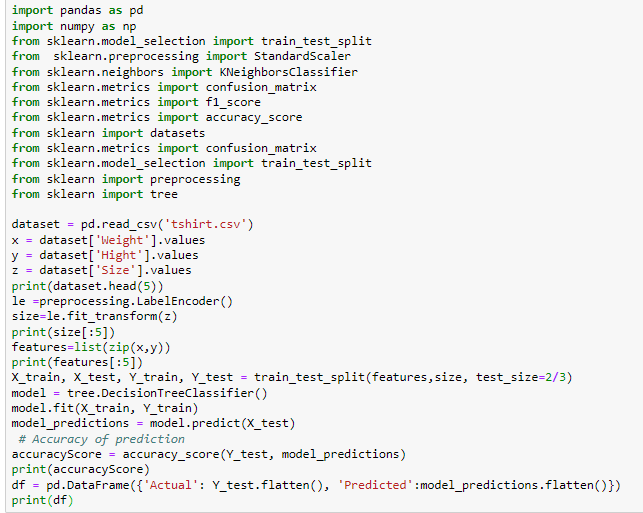 import pandas as pd
import numpy as np
from sklearn.model_selection import train_test_split
from  sklearn.preprocessing import StandardScaler
from sklearn.neighbors import KNeighborsClassifier
from sklearn.metrics import confusion_matrix
from sklearn.metrics import f1_score
from sklearn.metrics import accuracy_score
from sklearn import datasets
from sklearn.metrics import confusion_matrix
from sklearn.model_selection import train_test_split
from sklearn import preprocessing
from sklearn import tree

dataset = pd.read_csv('tshirt.csv')
x = dataset['Weight'].values
y = dataset['Hight'].values
z = dataset['Size'].values
print(dataset.head(5))
le =preprocessing.LabelEncoder()
size=le.fit_transform(z)
print(size[:5])
features=list(zip(x,y))
print(features[:5])
X_train, X_test, Y_train, Y_test = train_test_split(features,size, test_size=2/3)
model = tree.DecisionTreeClassifier()
model.fit(X_train, Y_train)
model_predictions = model.predict(X_test)
 # Accuracy of prediction
accuracyScore = accuracy_score(Y_test, model_predictions)
print(accuracyScore)
df = pd.DataFrame({'Actual': Y_test.flatten(), 'Predicted':model_predictions.flatten()})
print(df)